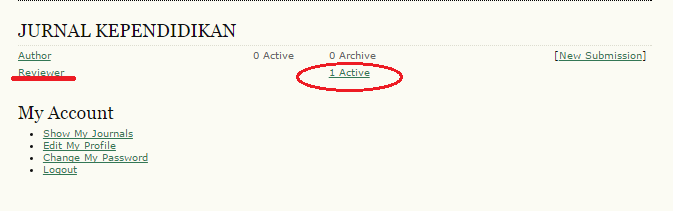 JURNAL KEPENDIDIKAN
Author 0 Active 0 Archive [New Submission]
Reviewer 1 Active
My Account
Show My Journals
Edit My Profile
Change My Password
Logout